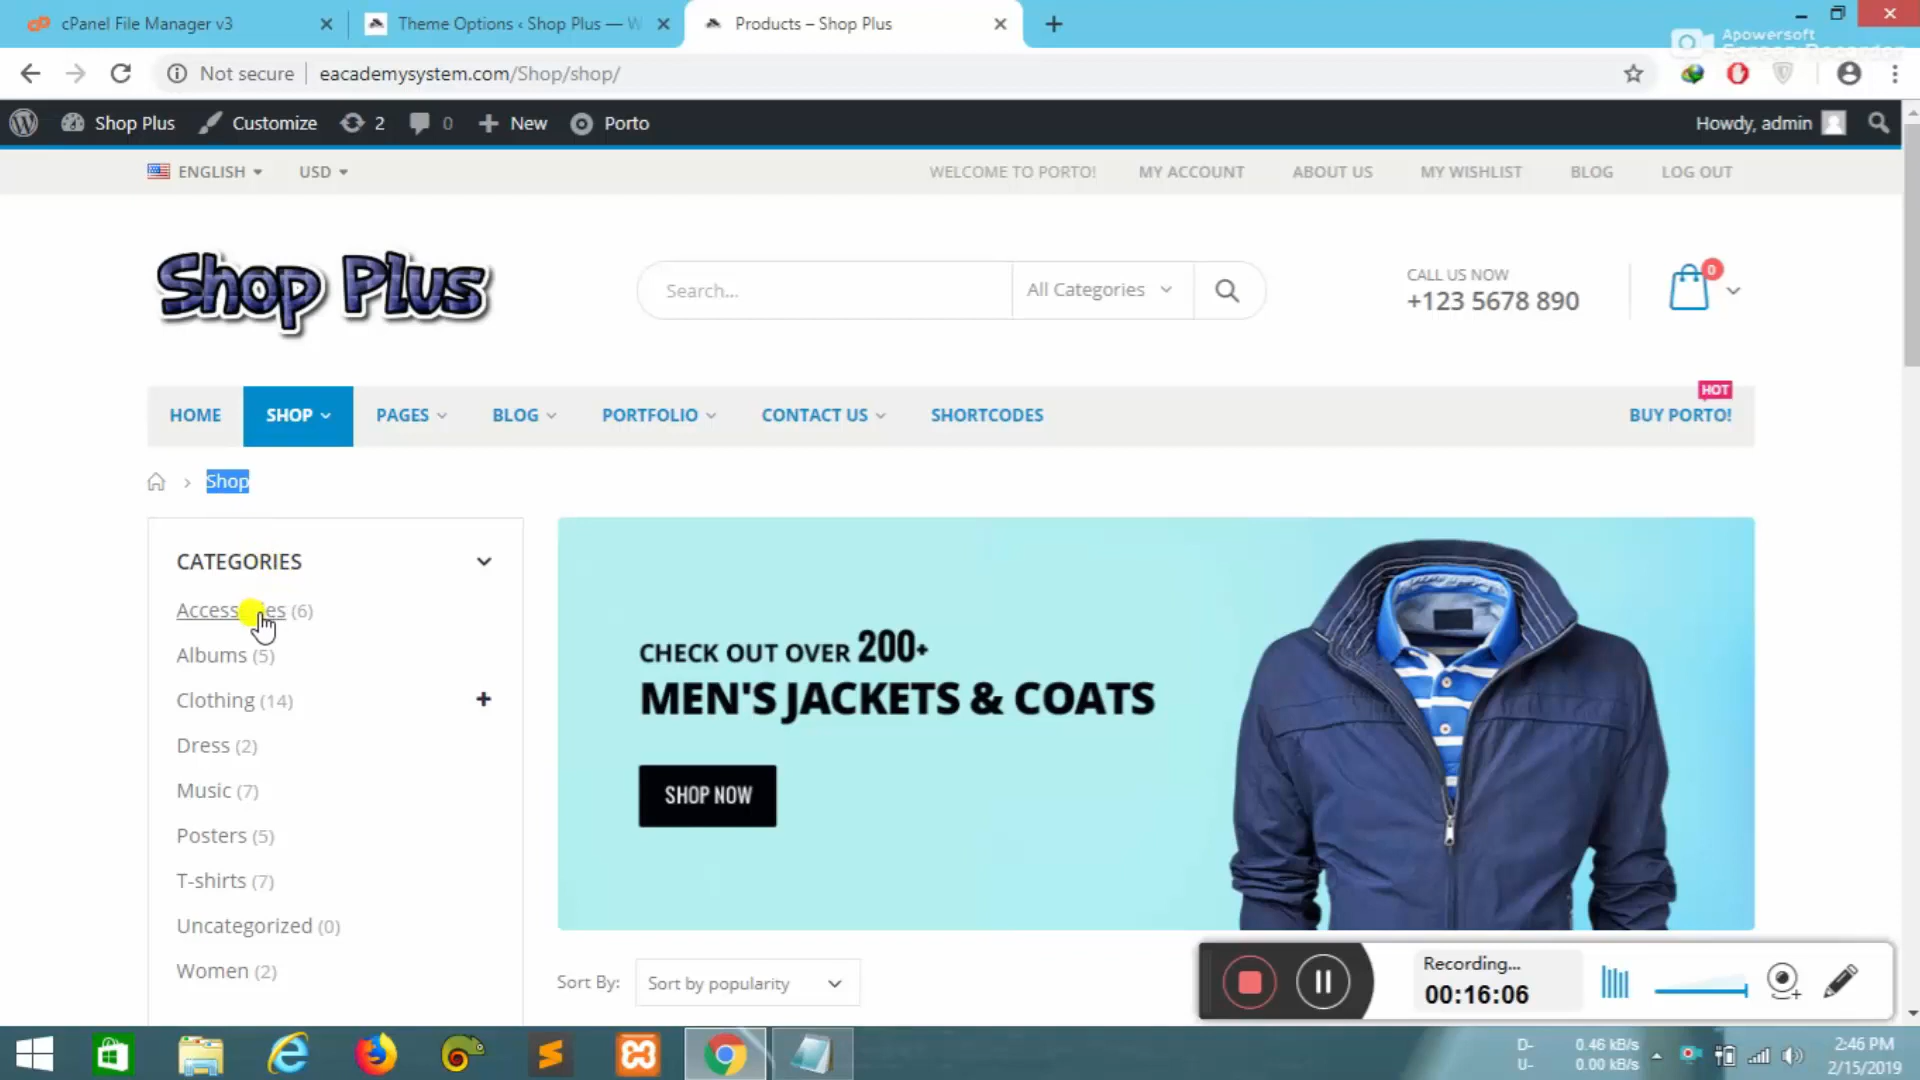 cPanel File Manager v3
Theme Options ‹ Shop Plus — W
Products – Shop Plus
Apowersoft
Screen Recorder
Not secure
eacademysystem.com/Shop/shop/
Shop Plus
Customize
2
0
New
Porto
Howdy, admin
ENGLISH
USD
WELCOME TO PORTO!
MY ACCOUNT
ABOUT US
MY WISHLIST
BLOG
LOG OUT
Shop Plus
Search...
All Categories
CALL US NOW
+123 5678 890
0
HOT
HOME
SHOP
PAGES
BLOG
PORTFOLIO
CONTACT US
SHORTCODES
BUY PORTO!
Shop
CATEGORIES
Accessories (6)
Albums (5)
Clothing (14)
Dress (2)
Music (7)
Posters (5)
T-shirts (7)
Uncategorized (0)
Women (2)
CHECK OUT OVER 200+
MEN'S JACKETS & COATS
SHOP NOW
Sort By:
Sort by popularity
Recording...
00:16:06
D- 0.46 kB/s
U- 0.00 kB/s
2:46 PM
2/15/2019